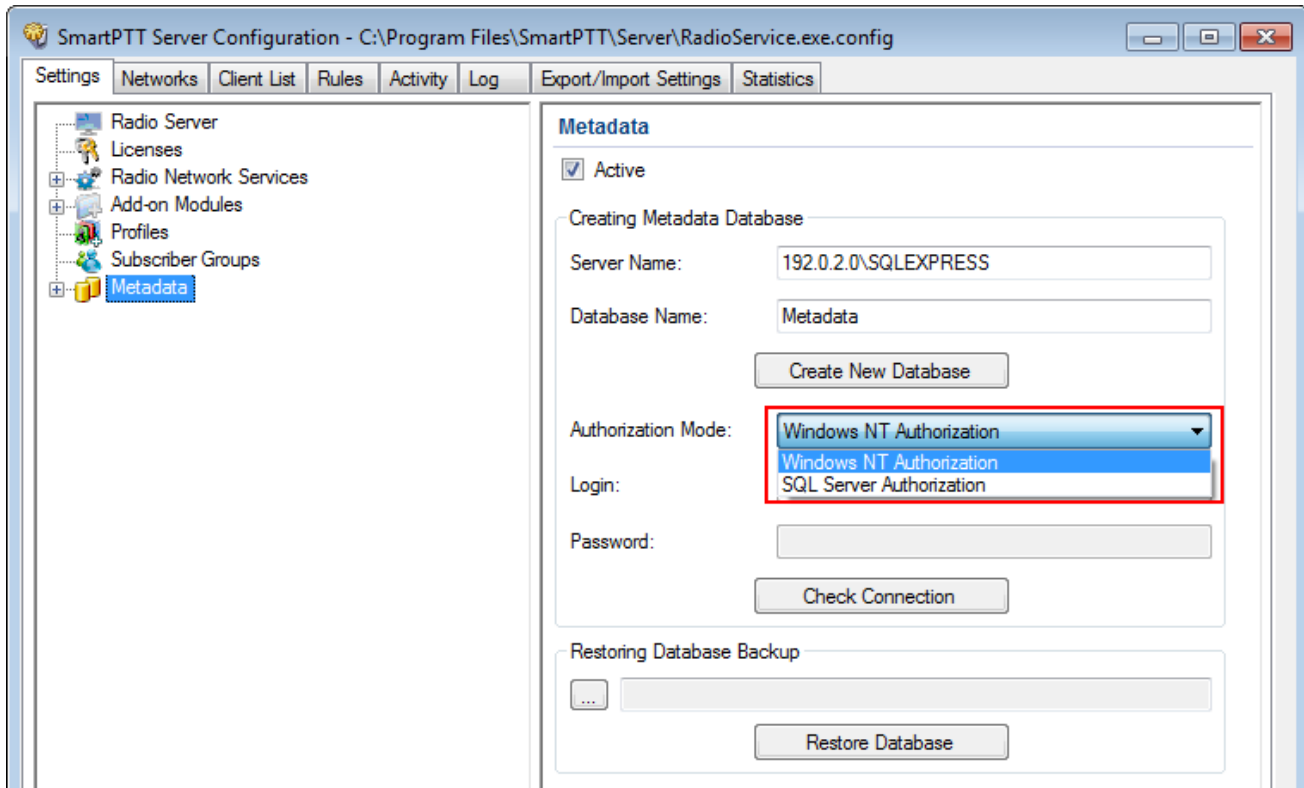 SmartPTT Server Configuration - C:\Program Files\SmartPTT\Server\RadioService.exe.config
Settings Networks Client List Rules Activity Log Export/Import Settings Statistics
Radio Server
Licenses
Radio Network Services
Add-on Modules
Profiles
Subscriber Groups
Metadata
Metadata
Active
Creating Metadata Database
Server Name: 192.0.2.0\SQLEXPRESS
Database Name: Metadata
Create New Database
Authorization Mode: Windows NT Authorization
Windows NT Authorization
Login: SQL Server Authorization
Password:
Check Connection
Restoring Database Backup
...
Restore Database